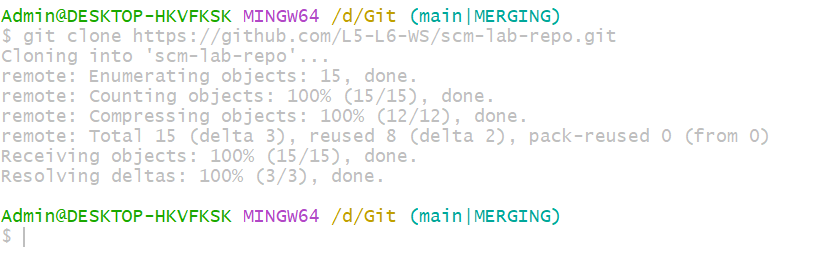 Admin@DESKTOP-HKVFKSK MINGW64 /d/Git (main|MERGING)
$ git clone https://github.com/L5-L6-WS/scm-lab-repo.git
Cloning into 'scm-lab-repo'...
remote: Enumerating objects: 15, done.
remote: Counting objects: 100% (15/15), done.
remote: Compressing objects: 100% (12/12), done.
remote: Total 15 (delta 3), reused 8 (delta 2), pack-reused 0 (from 0)
Receiving objects: 100% (15/15), done.
Resolving deltas: 100% (3/3), done.
Admin@DESKTOP-HKVFKSK MINGW64 /d/Git (main|MERGING)
$